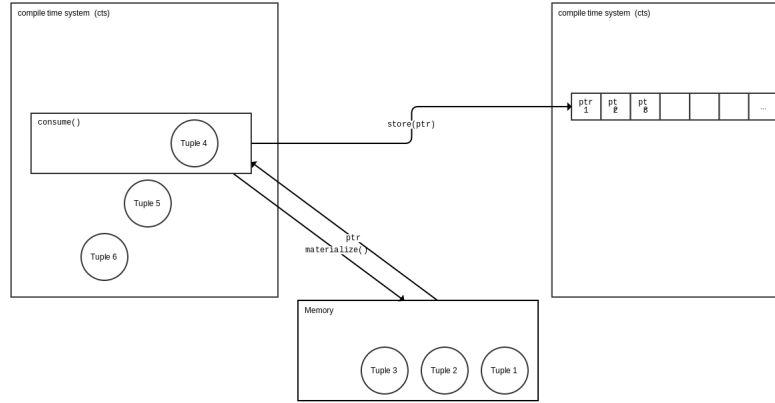 compile time system (cts)
compile time system (cts)
ptr
1
pt
r
2
pt
r
3
...
consume()
Tuple 4
store(ptr)
Tuple 5
ptr
materialize()
Tuple 6
Memory
Tuple 3
Tuple 2
Tuple 1